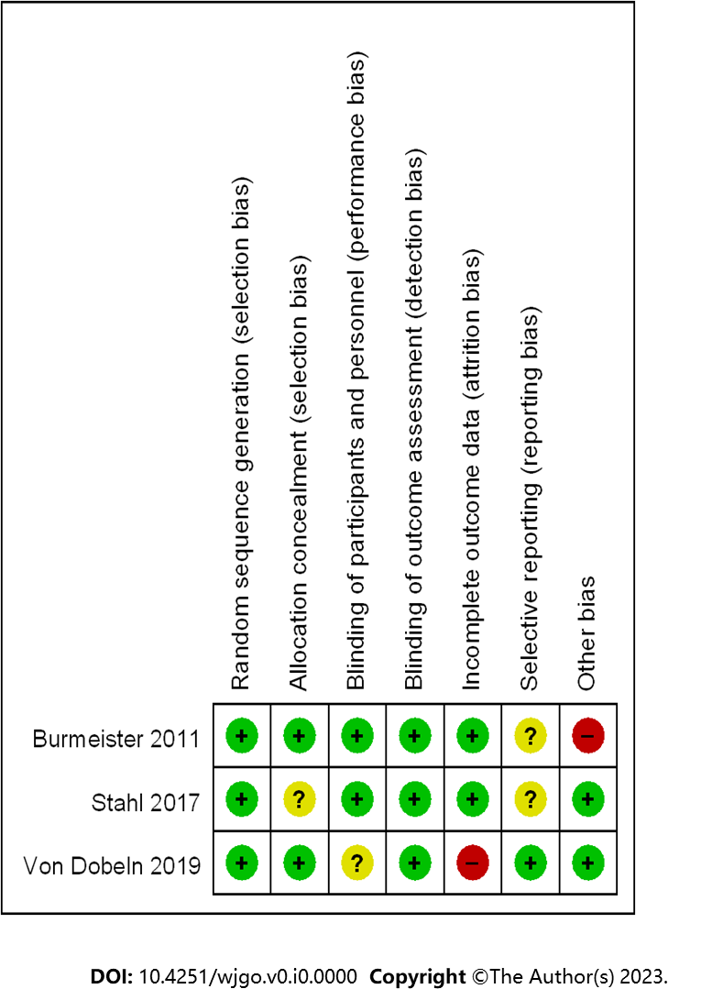 Random sequence generation (selection bias)
Allocation concealment (selection bias)
Blinding of participants and personnel (performance bias)
Blinding of outcome assessment (detection bias)
Incomplete outcome data (attrition bias)
Selective reporting (reporting bias)
Other bias
Burmeister 2011 + + + + + ? −
Stahl 2017 + ? + + + ? +
Von Dobeln 2019 + + ? + − + +
DOI: 10.4251/wjgo.v0.i0.0000 Copyright ©The Author(s) 2023.